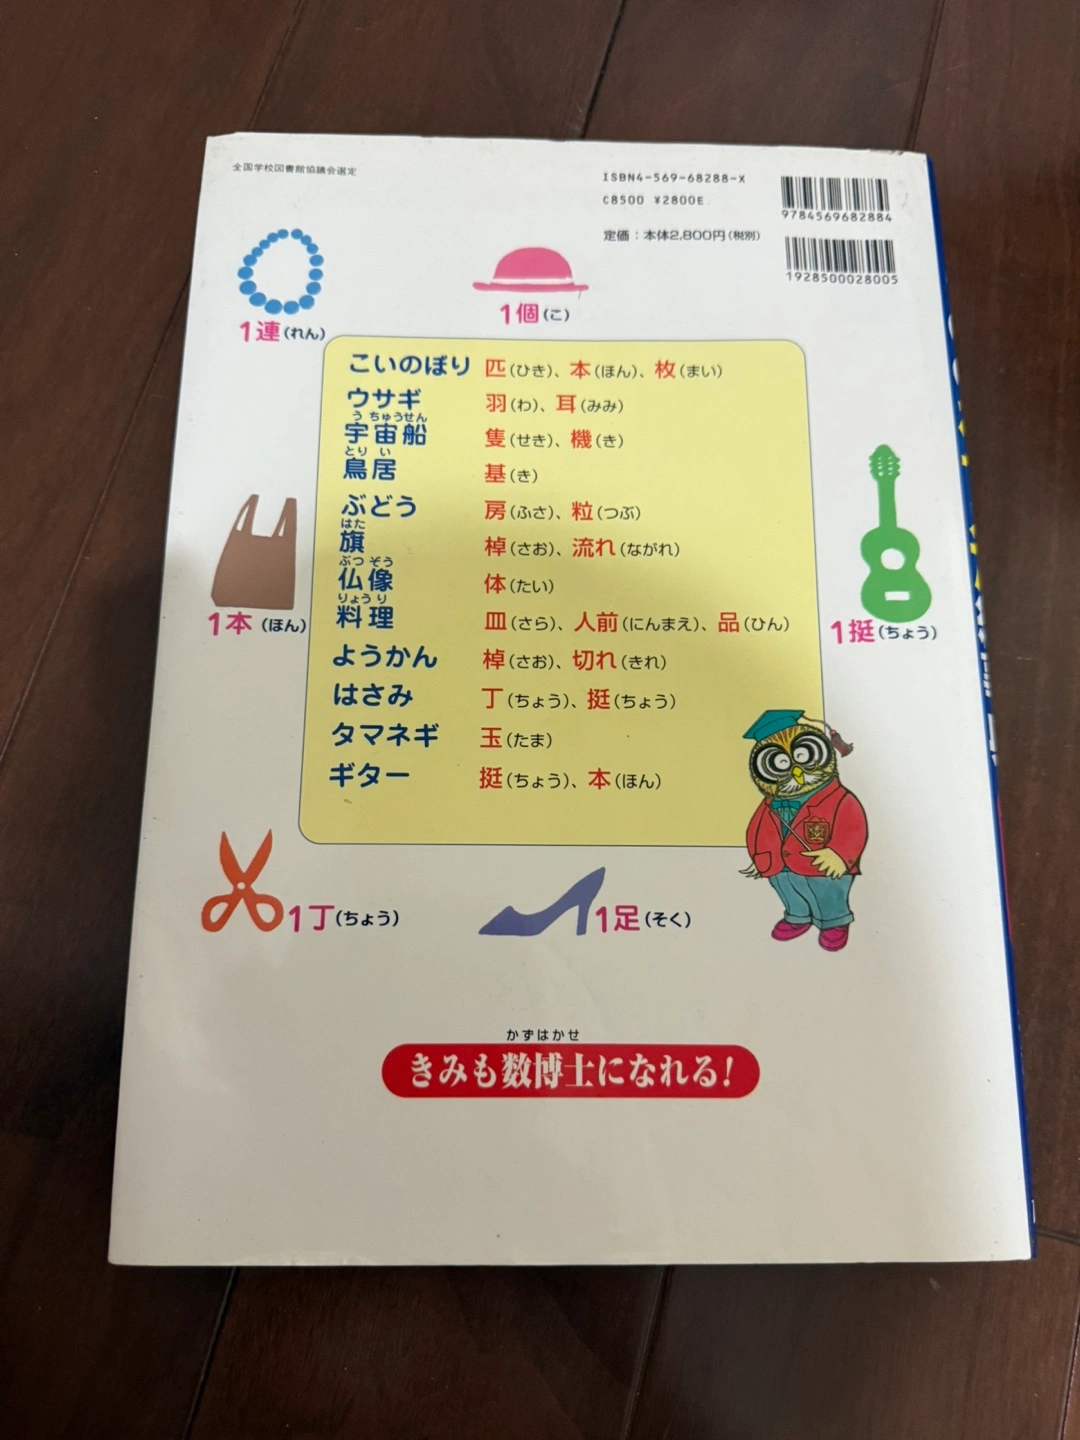 全国学校図書館協議会選定
ISBN4-569-68288-X
C8500 ¥2800E
定価：本体2,800円(税別)
9784569682884
1928500028005
1連(れん)
1個(こ)
こいのぼり 匹(ひき)、本(ほん)、枚(まい)
ウサギ 羽(わ)、耳(みみ)
うちゅうせん
宇宙船 隻(せき)、機(き)
とりい
鳥居 基(き)
ぶどう 房(ふさ)、粒(つぶ)
はた
旗 棹(さお)、流れ(ながれ)
ぶつぞう
仏像 体(たい)
りょうり
料理 皿(さら)、人前(にんまえ)、品(ひん)
ようかん 棹(さお)、切れ(きれ)
はさみ 丁(ちょう)、挺(ちょう)
タマネギ 玉(たま)
ギター 挺(ちょう)、本(ほん)
1本(ほん)
1挺(ちょう)
1丁(ちょう)
1足(そく)
かずはかせ
きみも数博士になれる!